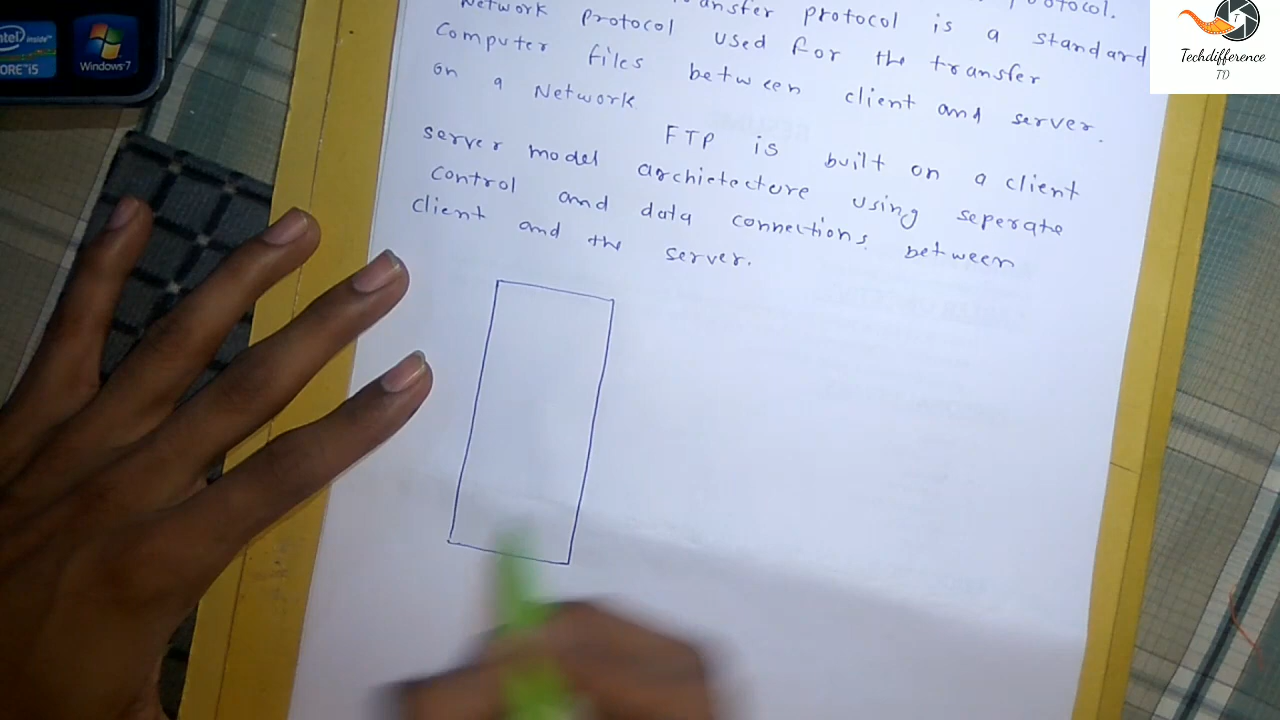 transfer protocol is a standard
Network protocol used for the transfer
Computer files between client and server.
on a Network
FTP is built on a client
server model archietecture using seperate
control and data connections between
client and the server.
intel inside
CORE i5
Windows 7
Techdifference
TD